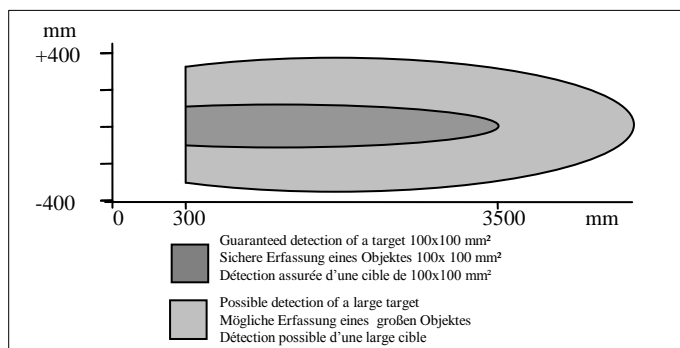 mm
+400
-400
0 300 3500 mm
Guaranteed detection of a target 100x100 mm²
Sichere Erfassung eines Objektes 100x 100 mm²
Détection assurée d'une cible de 100x100 mm²
Possible detection of a large target
Mögliche Erfassung eines großen Objektes
Détection possible d'une large cible